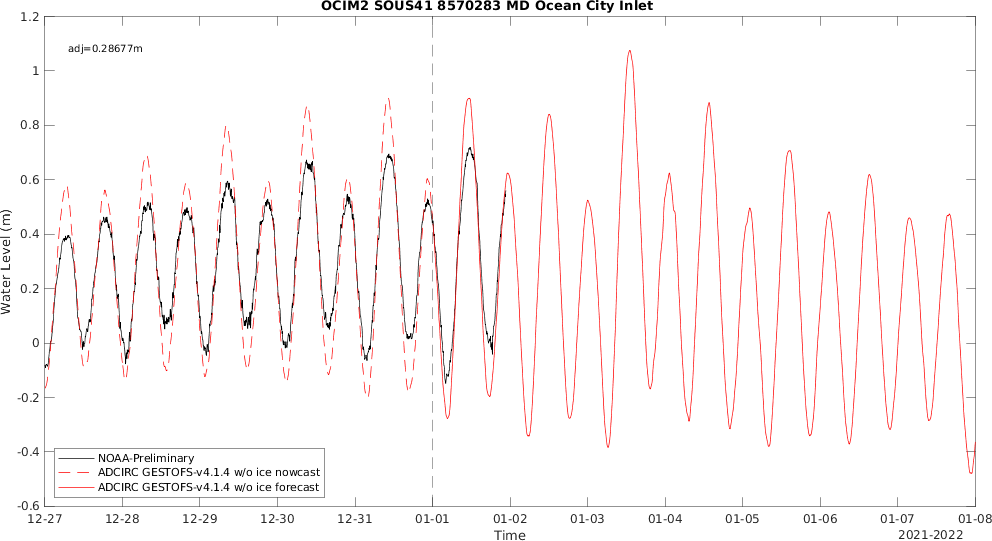 OCIM2 SOUS41 8570283 MD Ocean City Inlet
1.2
adj=0.28677m
1
0.8
0.6
0.4
0.2
0
-0.2
-0.4
-0.6
Water Level (m)
NOAA-Preliminary
ADCIRC GESTOFS-v4.1.4 w/o ice nowcast
ADCIRC GESTOFS-v4.1.4 w/o ice forecast
12-27 12-28 12-29 12-30 12-31 01-01 01-02 01-03 01-04 01-05 01-06 01-07 01-08
Time
2021-2022